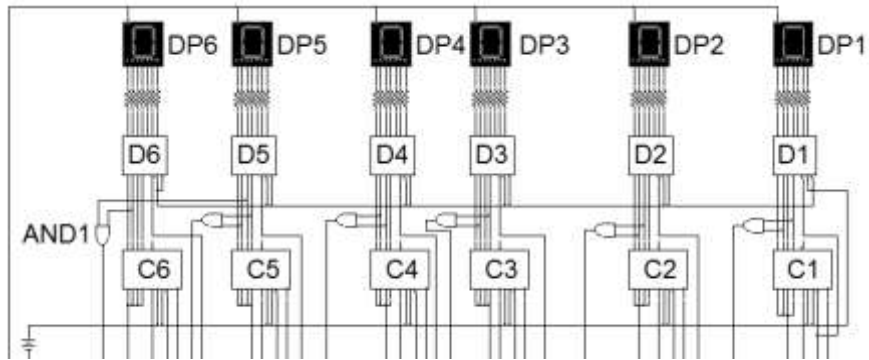 DP6 DP5 DP4 DP3 DP2 DP1
D6 D5 D4 D3 D2 D1
AND1
C6 C5 C4 C3 C2 C1